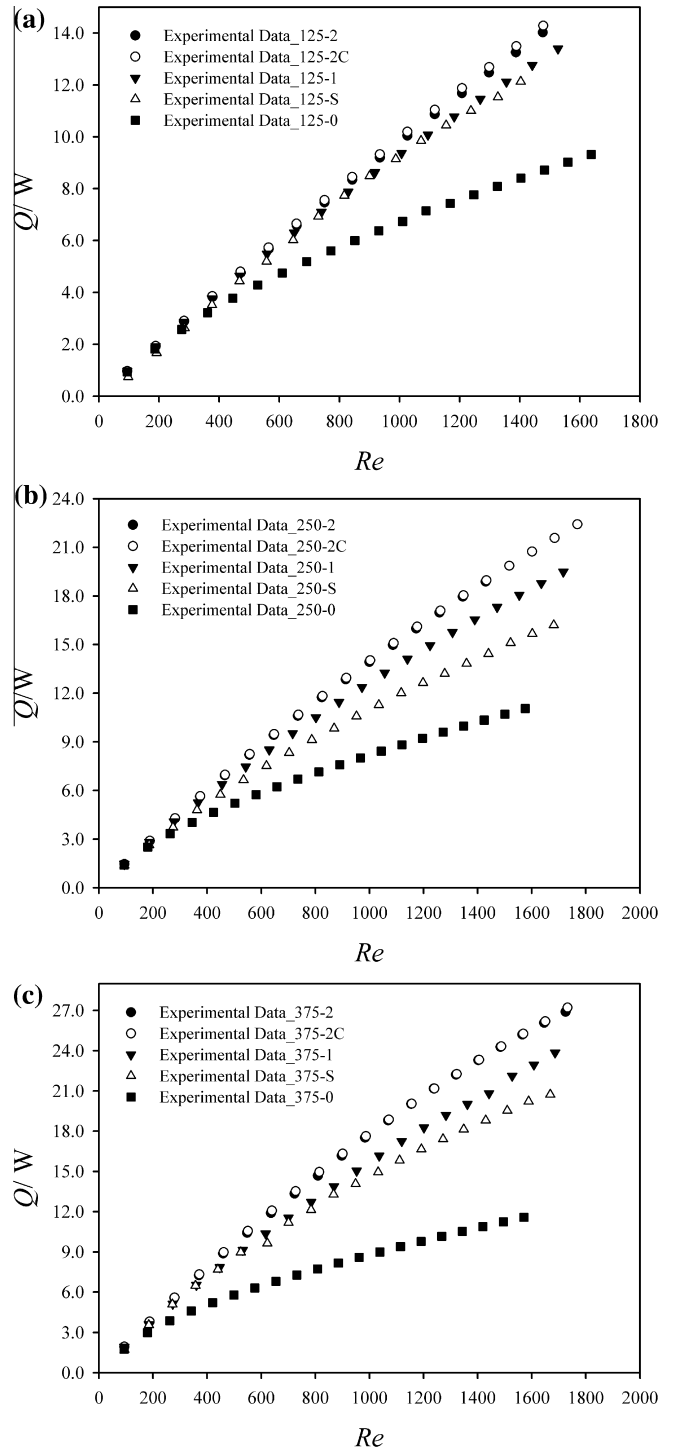 (a)
14.0
12.0
10.0
8.0
6.0
4.0
2.0
0.0
Q/ W
Experimental Data_125-2
Experimental Data_125-2C
Experimental Data_125-1
Experimental Data_125-S
Experimental Data_125-0
0 200 400 600 800 1000 1200 1400 1600 1800
Re
(b)
24.0
21.0
18.0
15.0
12.0
9.0
6.0
3.0
0.0
Q/W
Experimental Data_250-2
Experimental Data_250-2C
Experimental Data_250-1
Experimental Data_250-S
Experimental Data_250-0
0 200 400 600 800 1000 1200 1400 1600 1800 2000
Re
(c)
27.0
24.0
21.0
18.0
15.0
12.0
9.0
6.0
3.0
0.0
Q/ W
Experimental Data_375-2
Experimental Data_375-2C
Experimental Data_375-1
Experimental Data_375-S
Experimental Data_375-0
0 200 400 600 800 1000 1200 1400 1600 1800 2000
Re